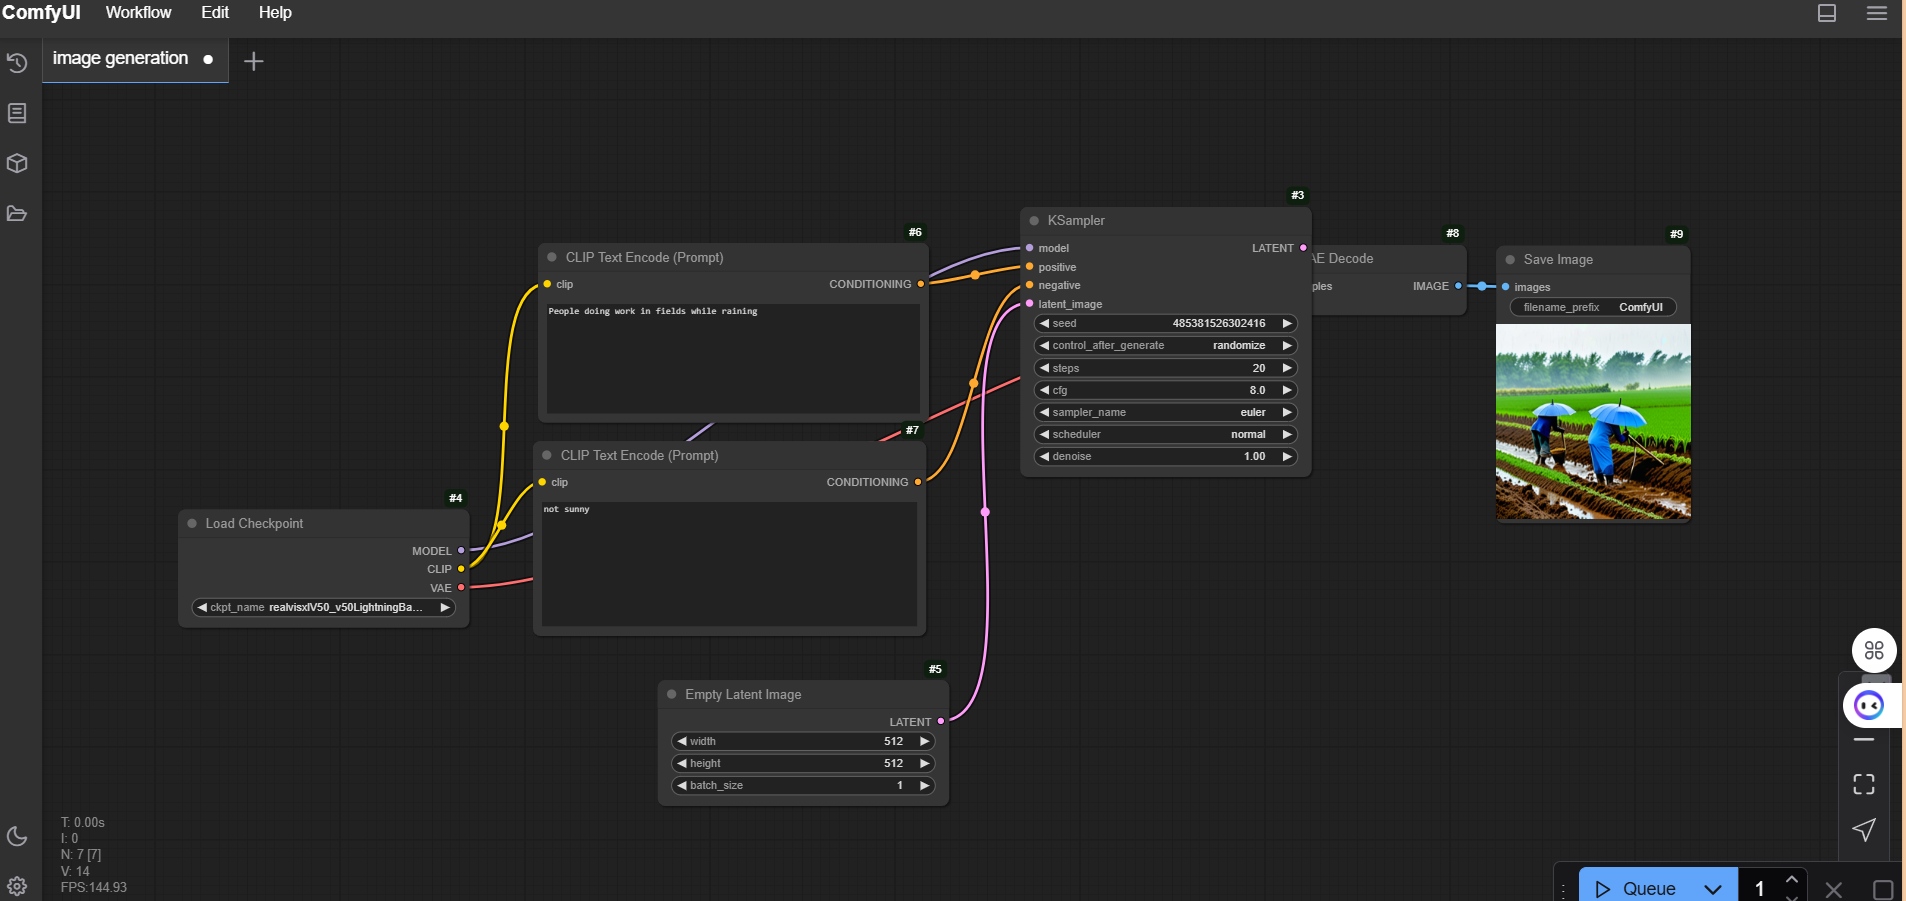 ComfyUI Workflow Edit Help
image generation
#3
#6
#8
#9
KSampler
CLIP Text Encode (Prompt)
AE Decode
Save Image
model LATENT
positive
clip CONDITIONING
negative
ples IMAGE
images
latent_image
filename_prefix ComfyUI
People doing work in fields while raining
seed 485381526302416
control_after_generate randomize
steps 20
cfg 8.0
sampler_name euler
scheduler normal
denoise 1.00
#7
CLIP Text Encode (Prompt)
clip CONDITIONING
not sunny
#4
Load Checkpoint
MODEL
CLIP
VAE
ckpt_name realvisxlV50_v50LightningBa...
#5
Empty Latent Image
LATENT
width 512
height 512
batch_size 1
T: 0.00s
I: 0
N: 7 [7]
V: 14
FPS:144.93
Queue 1